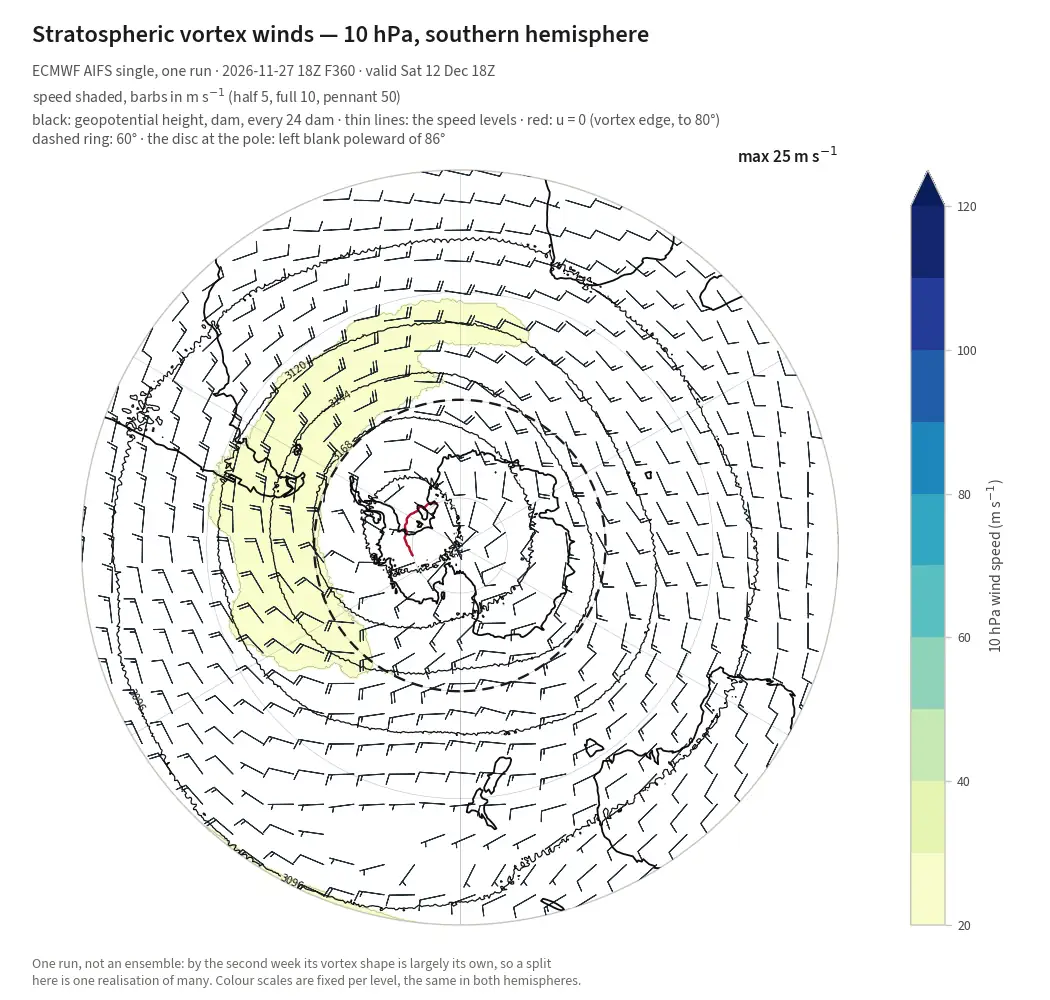 Stratospheric vortex winds — 10 hPa, southern hemisphere
ECMWF AIFS single, one run · 2026-11-27 18Z F360 · valid Sat 12 Dec 18Z
speed shaded, barbs in m s⁻¹ (half 5, full 10, pennant 50)
black: geopotential height, dam, every 24 dam · thin lines: the speed levels · red: u = 0 (vortex edge, to 80°)
dashed ring: 60° · the disc at the pole: left blank poleward of 86°
max 25 m s⁻¹
120
100
80
60
40
20
10 hPa wind speed (m s⁻¹)
3120
3096
3096
One run, not an ensemble: by the second week its vortex shape is largely its own, so a split
here is one realisation of many. Colour scales are fixed per level, the same in both hemispheres.